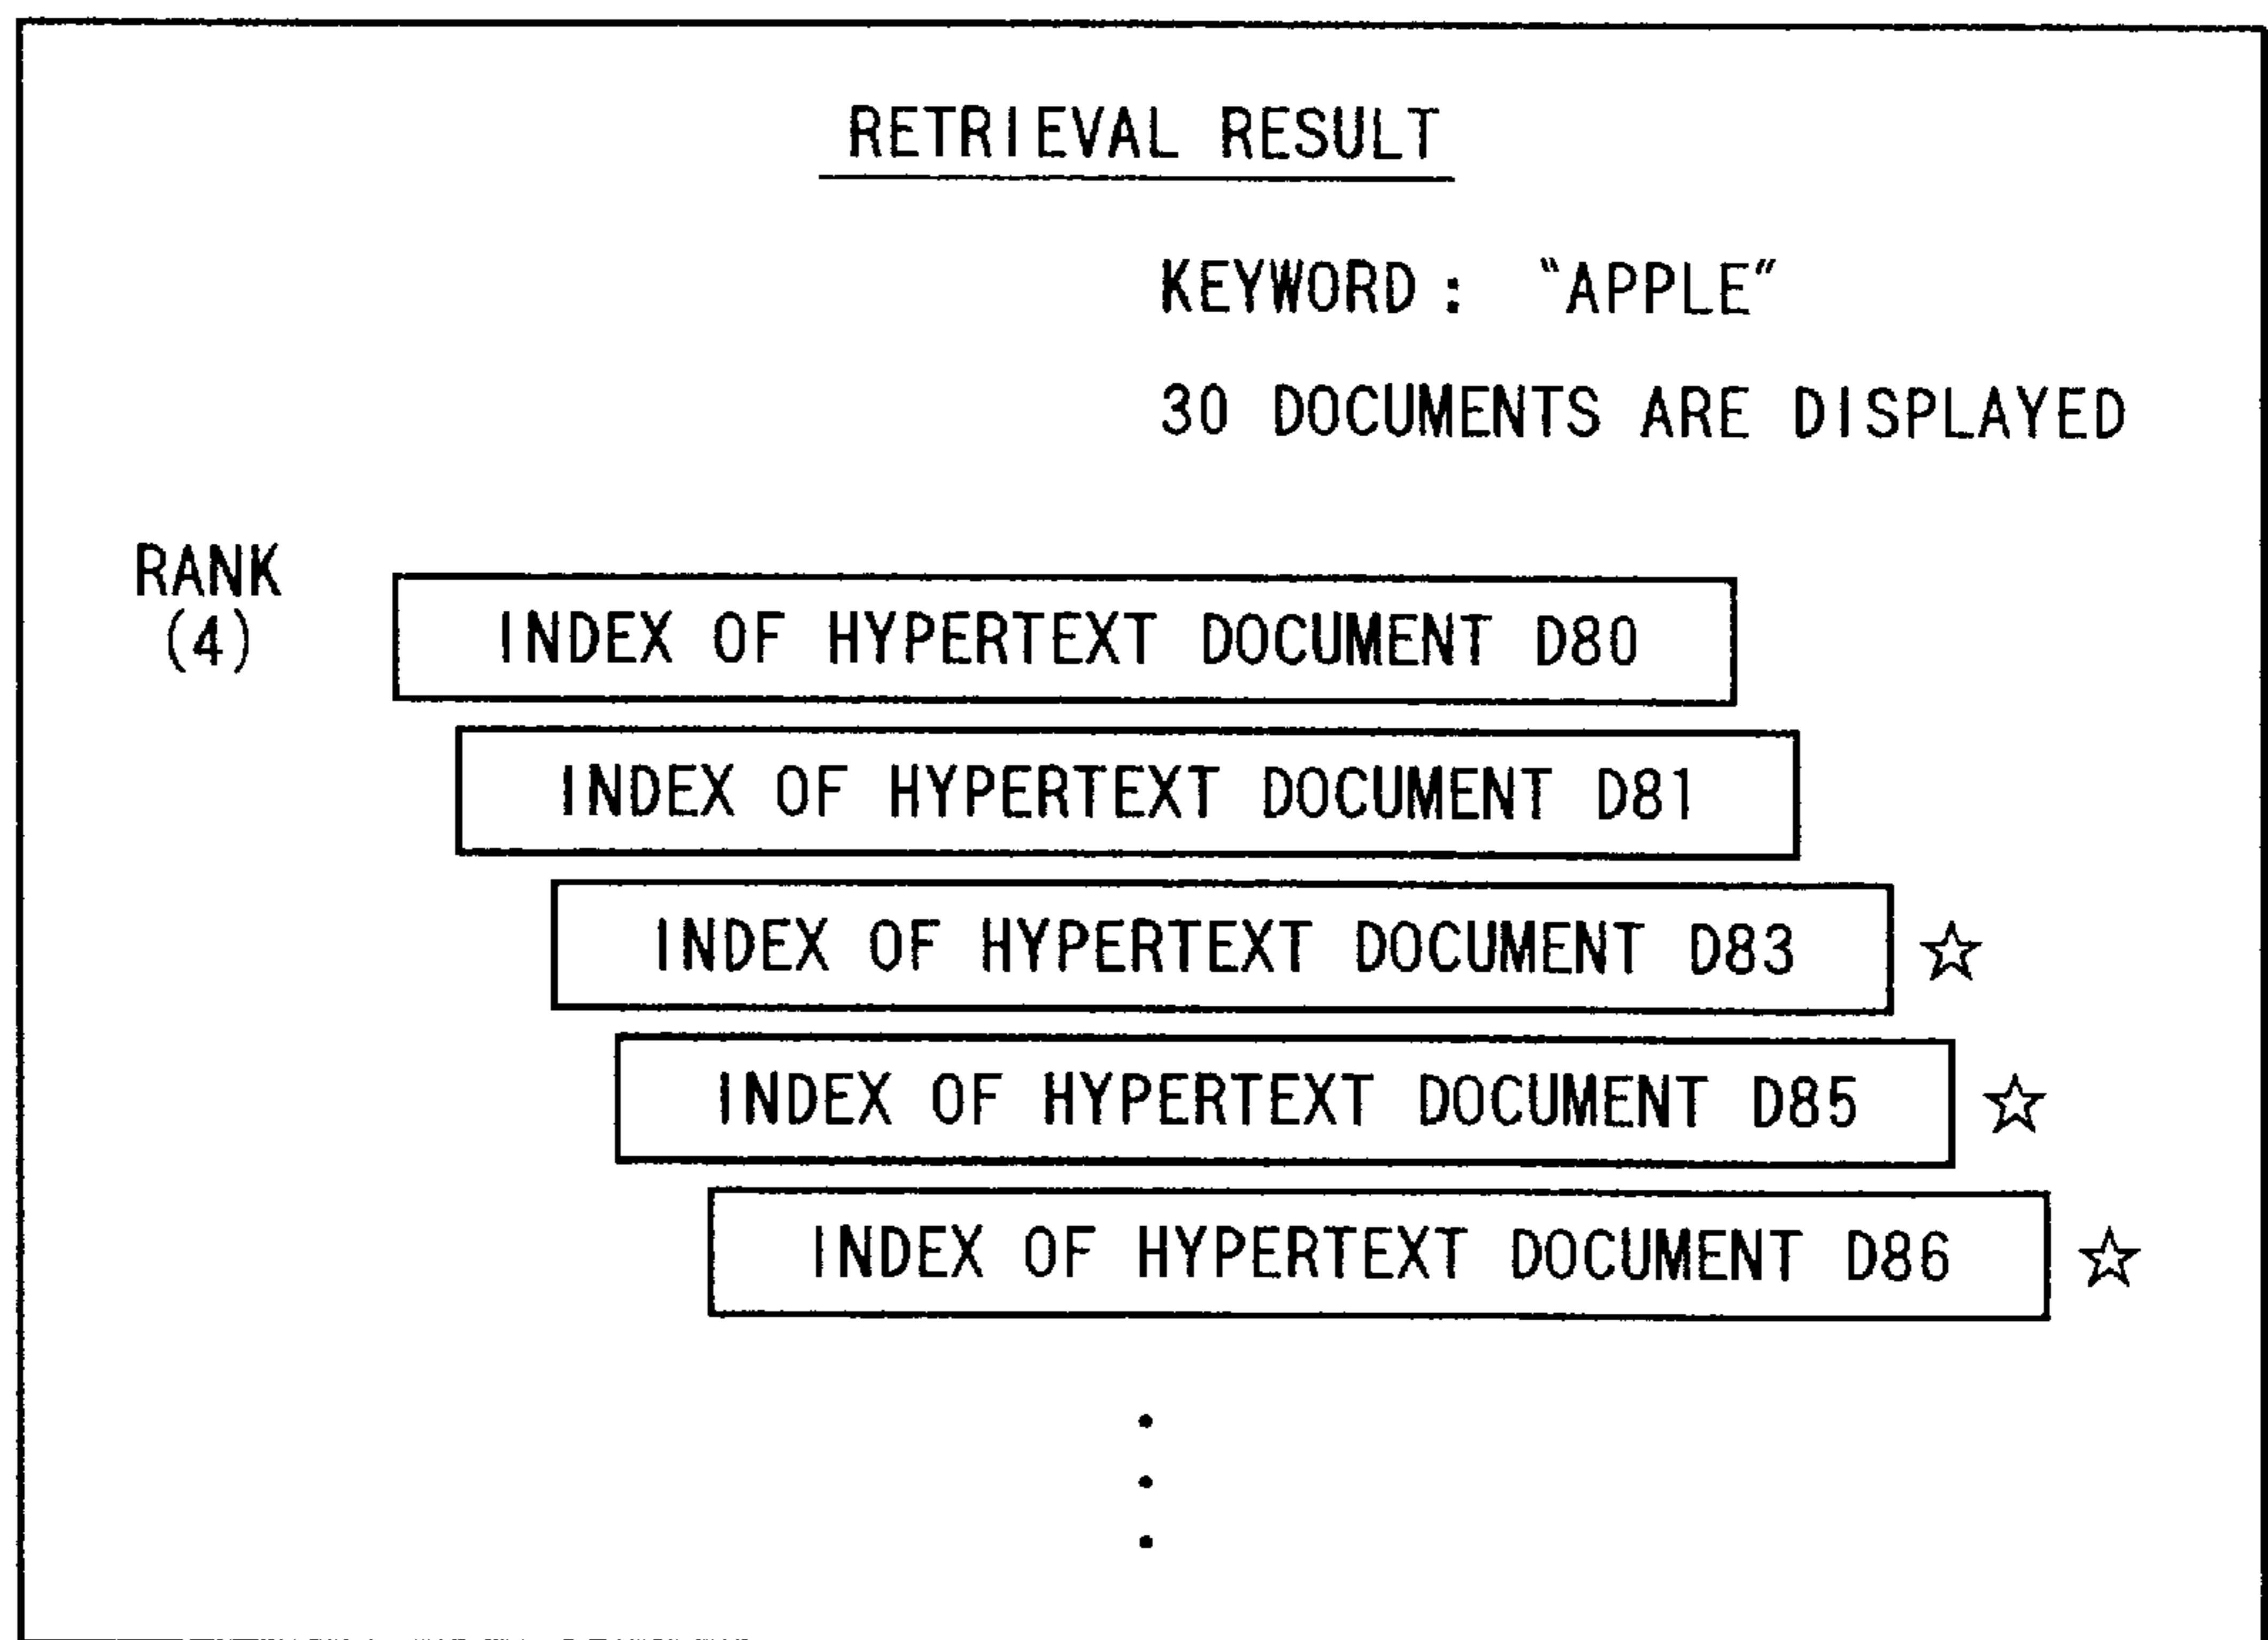 RETRIEVAL RESULT
KEYWORD : "APPLE"
30 DOCUMENTS ARE DISPLAYED
RANK
(4)
INDEX OF HYPERTEXT DOCUMENT D80
INDEX OF HYPERTEXT DOCUMENT D81
INDEX OF HYPERTEXT DOCUMENT D83 ☆
INDEX OF HYPERTEXT DOCUMENT D85 ☆
INDEX OF HYPERTEXT DOCUMENT D86 ☆